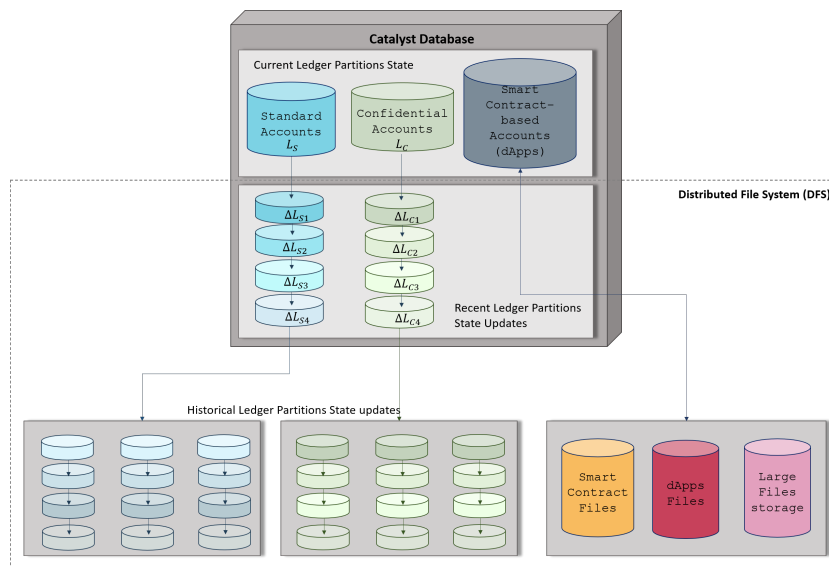 Catalyst Database
Current Ledger Partitions State
Standard
Accounts
L_S
Confidential
Accounts
L_C
Smart
Contract-
based
Accounts
(dApps)
Distributed File System (DFS)
ΔL_S1
ΔL_S2
ΔL_S3
ΔL_S4
ΔL_C1
ΔL_C2
ΔL_C3
ΔL_C4
Recent Ledger Partitions
State Updates
Historical Ledger Partitions State updates
Smart
Contract
Files
dApps
Files
Large
Files
storage